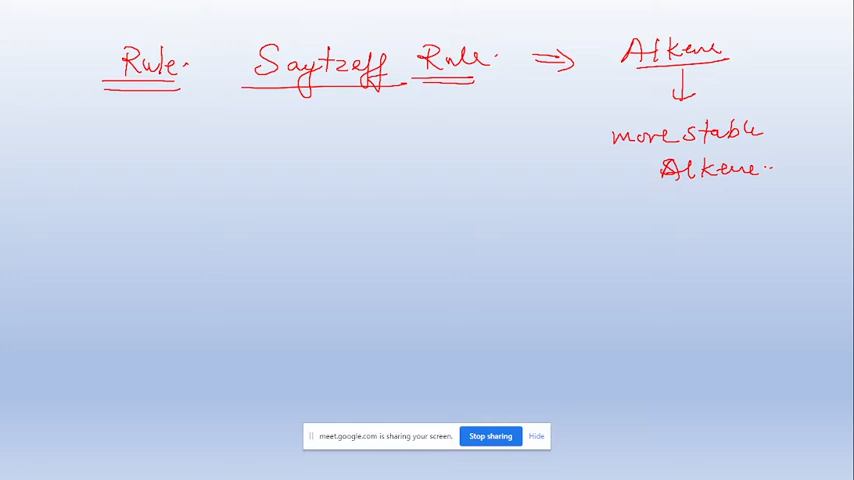 Rule. Saytzeff Rule. ⇒ Alkene
↓
more stable
Alkene..
meet.google.com is sharing your screen. Stop sharing Hide